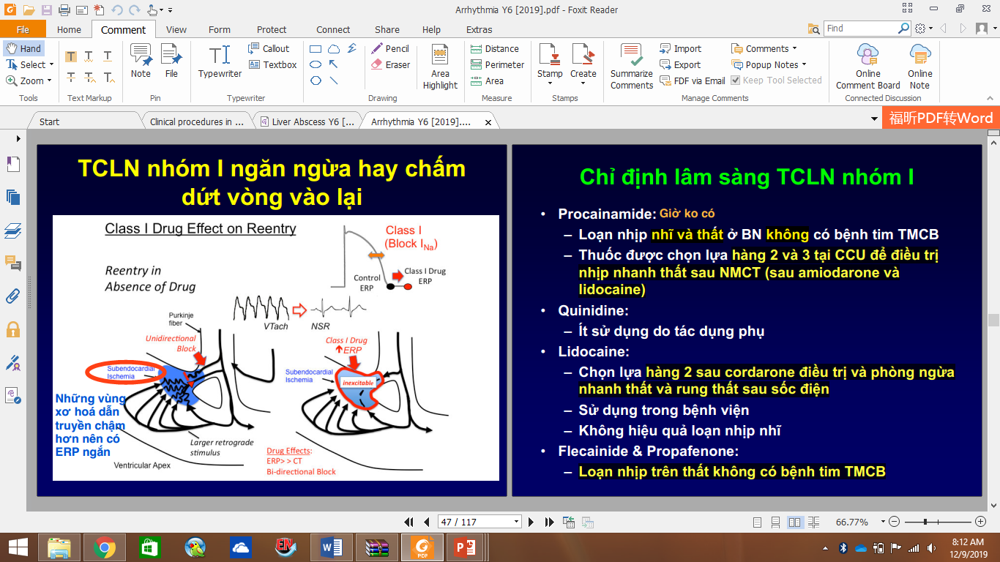 Arrhythmia Y6 [2019].pdf - Foxit Reader
File
Home
Comment
View
Form
Protect
Connect
Share
Help
Extras
Find
Hand
Select
Zoom
Tools
Text Markup
Note
File
Pin
Typewriter
Callout
Textbox
Typewriter
Pencil
Eraser
Area
Highlight
Drawing
Distance
Perimeter
Area
Measure
Stamp
Create
Stamps
Summarize
Comments
Import
Export
FDF via Email
Comments
Popup Notes
Keep Tool Selected
Manage Comments
Online
Comment Board
Online
Note
Connected Discussion
Start
Clinical procedures in ...
Liver Abscess Y6 [...
Arrhythmia Y6 [2019]....
福昕PDF转Word
TCLN nhóm I ngăn ngừa hay chấm
dứt vòng vào lại
Class I Drug Effect on Reentry
Class I
(Block INa)
Reentry in
Absence of Drug
Control
ERP
Class I Drug
ERP
VTach
NSR
Purkinje
fiber
Unidirectional
Block
Subendocardial
Ischemia
Class I Drug
↑ERP
Subendocardial
Ischemia
inexcitable
Những vùng
xơ hoá dẫn
truyền chậm
hơn nên có
ERP ngắn
Larger retrograde
stimulus
Ventricular Apex
Drug Effects:
ERP> > CT
Bi-directional Block
Chỉ định lâm sàng TCLN nhóm I
• Procainamide: Giờ ko có
– Loạn nhịp nhĩ và thất ở BN không có bệnh tim TMCB
– Thuốc được chọn lựa hàng 2 và 3 tại CCU để điều trị
nhịp nhanh thất sau NMCT (sau amiodarone và
lidocaine)
• Quinidine:
– Ít sử dụng do tác dụng phụ
• Lidocaine:
– Chọn lựa hàng 2 sau cordarone điều trị và phòng ngừa
nhanh thất và rung thất sau sốc điện
– Sử dụng trong bệnh viện
– Không hiệu quả loạn nhịp nhĩ
• Flecainide & Propafenone:
– Loạn nhịp trên thất không có bệnh tim TMCB
47 / 117
66.77%
8:12 AM
12/9/2019